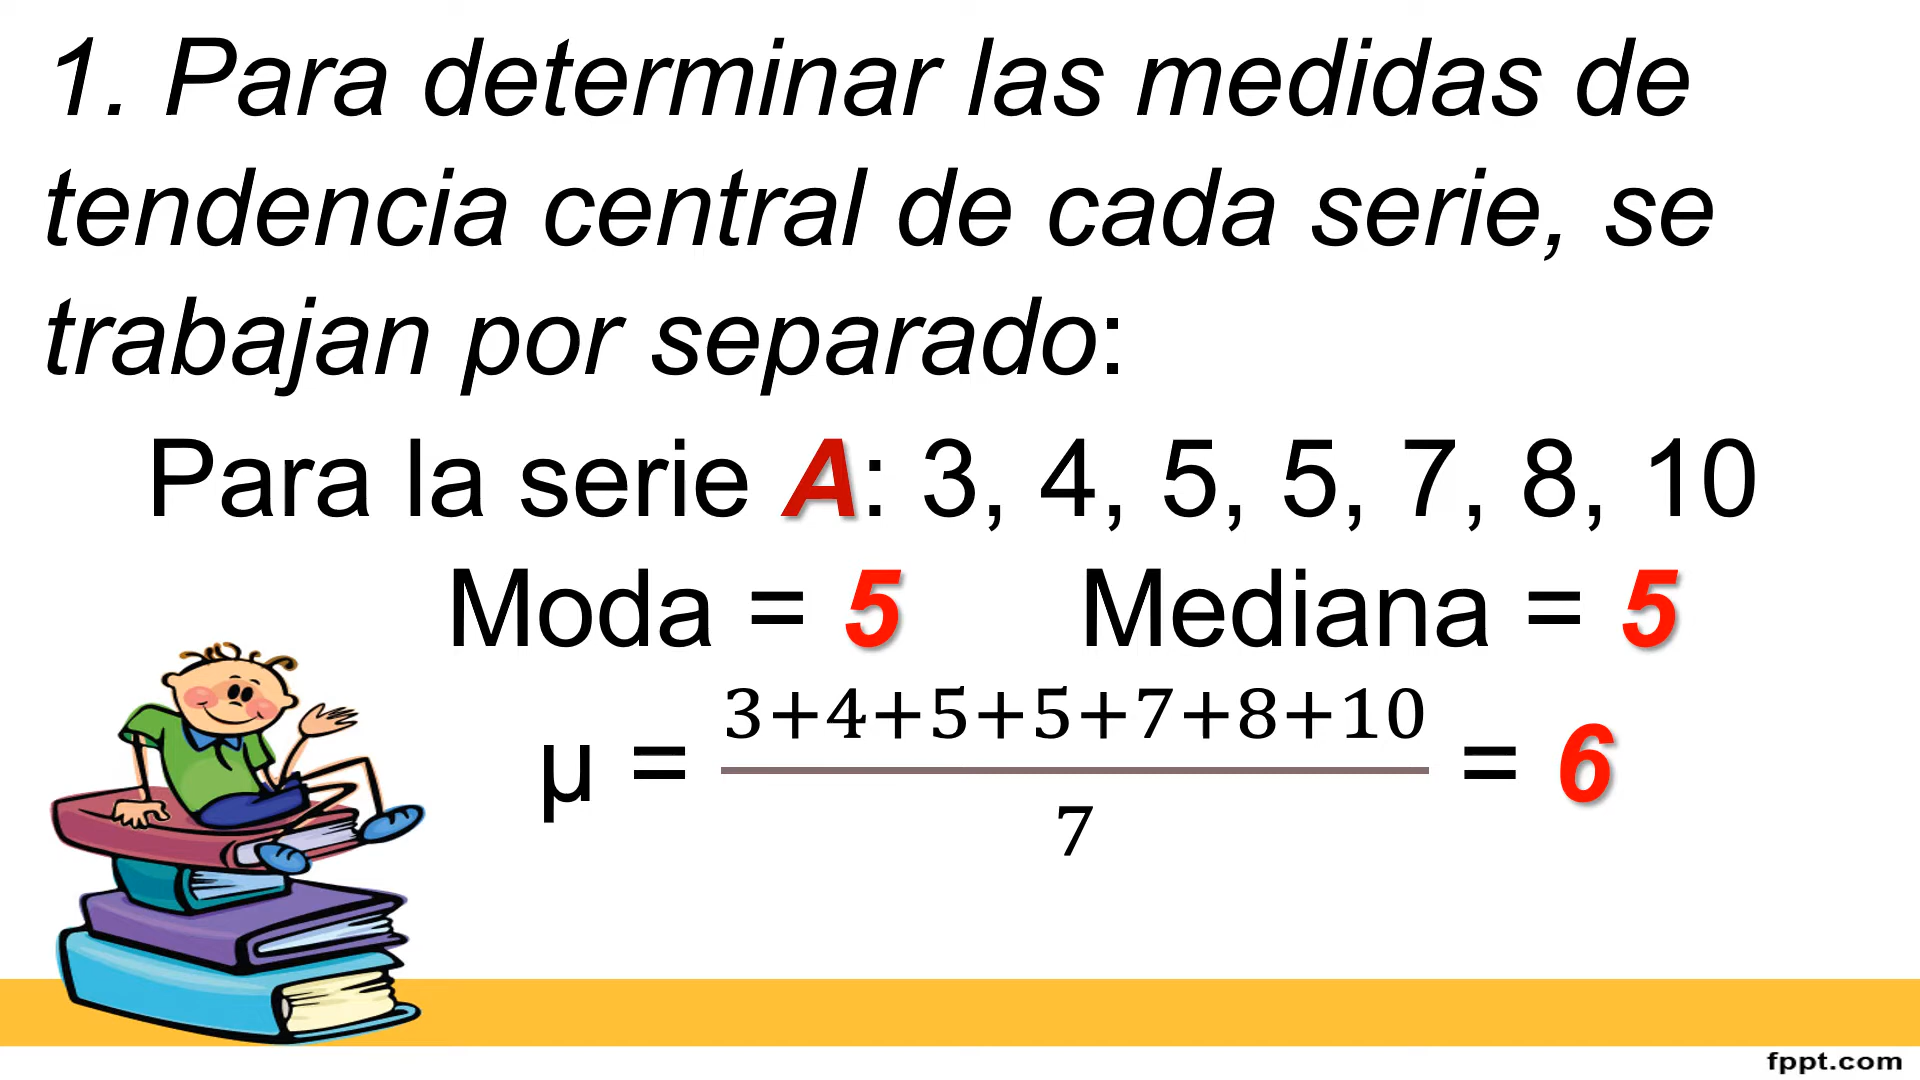 1. Para determinar las medidas de
tendencia central de cada serie, se
trabajan por separado:
Para la serie A: 3, 4, 5, 5, 7, 8, 10
Moda = 5 Mediana = 5
3+4+5+5+7+8+10
μ = = 6
7
fppt.com